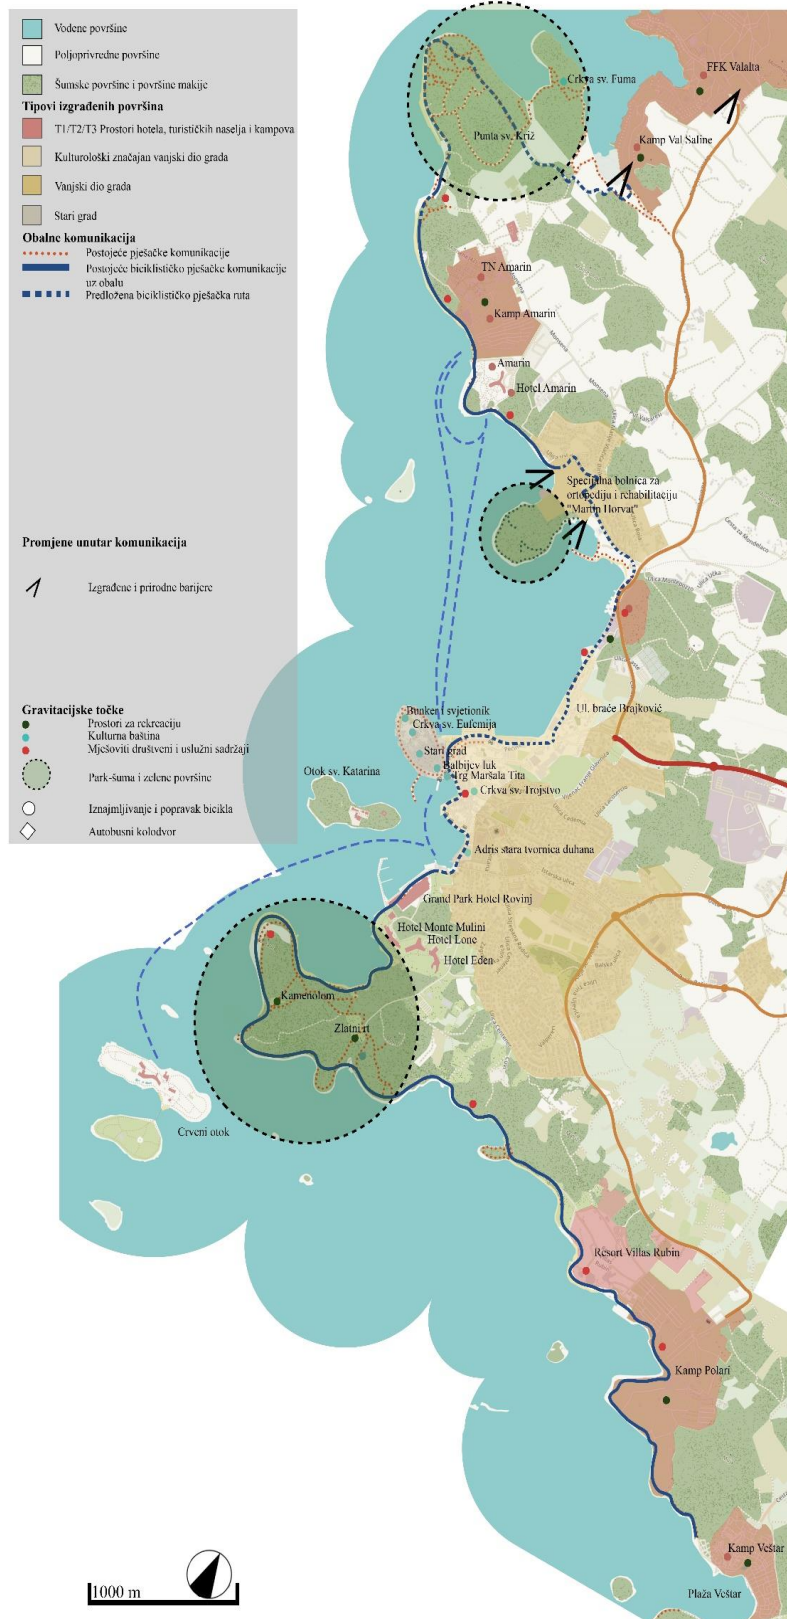 Vodene površine
Poljoprivredne površine
Šumske površine i površine makije
Tipovi izgrađenih površina
T1/T2/T3 Prostori hotela, turističkih naselja i kampova
Kulturološki značajan vanjski dio grada
Vanjski dio grada
Stari grad
Obalne komunikacija
Postojeće pješačke komunikacije
Postojeće biciklističko pješačke komunikacije
uz obalu
Predložena biciklističko pješačka ruta
Promjene unutar komunikacija
Izgrađene i prirodne barijere
Gravitacijske točke
Prostori za rekreaciju
Kulturna baština
Mješoviti društveni i uslužni sadržaji
Park-šuma i zelene površine
Iznajmljivanje i popravak bicikla
Autobusni kolodvor
FFK Valalta
Crkva sv. Fuma
Punta sv. Križ
Kamp Val Saline
TN Amarin
Kamp Amarin
Monsena
Amarin
Monsena
Hotel Amarin
Specijalna bolnica za
ortopediju i rehabilitaciju
"Martin Horvat"
Ul. braće Brajković
Bunker i svjetionik
Crkva sv. Eufemija
Stari grad
Balbijev luk
Trg Maršala Tita
Otok sv. Katarina
Crkva sv. Trojstvo
Adris stara tvornica duhana
Grand Park Hotel Rovinj
Hotel Monte Mulini
Hotel Lone
Hotel Eden
Kamenolom
Zlatni rt
Crveni otok
Resort Villas Rubin
Kamp Polari
Kamp Veštar
Plaža Veštar
1000 m